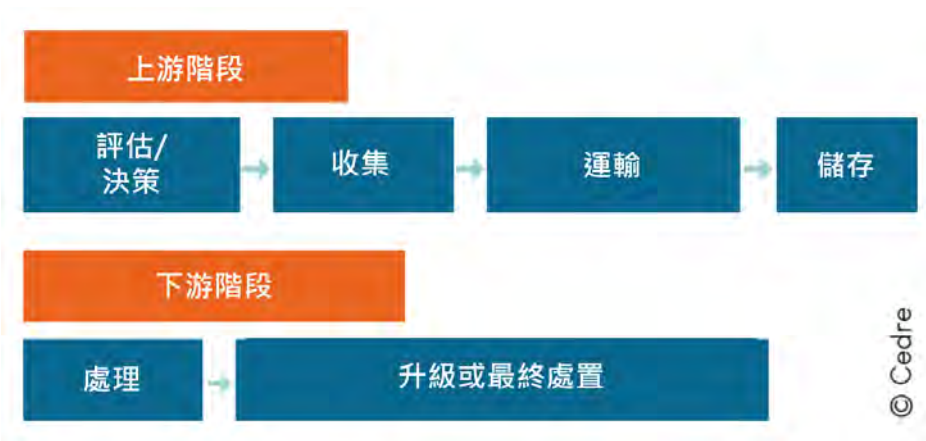 上游階段
評估/
決策
收集
運輸
儲存
下游階段
處理
升級或最終處置
© Cedre